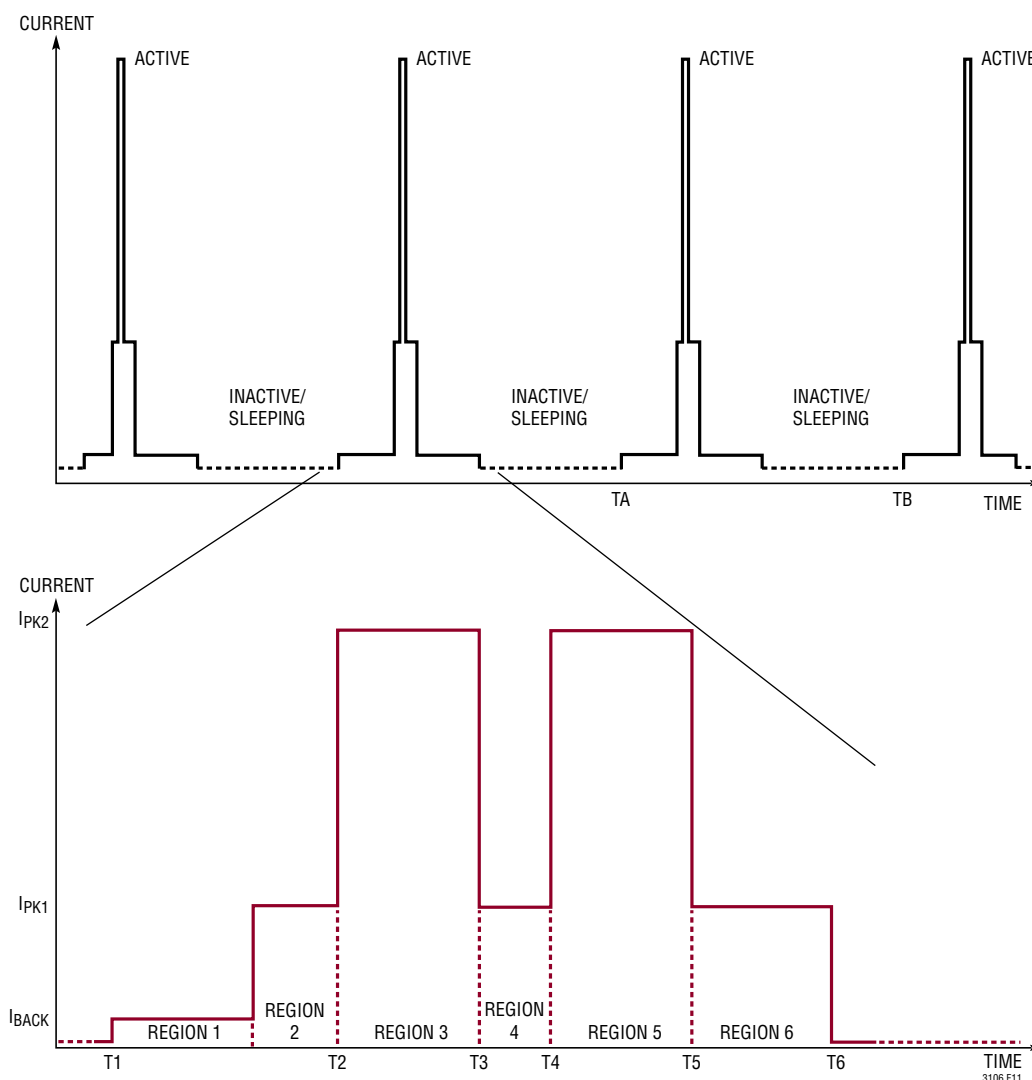 CURRENT
ACTIVE
ACTIVE
ACTIVE
ACTIVE
INACTIVE/
SLEEPING
INACTIVE/
SLEEPING
INACTIVE/
SLEEPING
TA
TB
TIME
CURRENT
IPK2
IPK1
IBACK
REGION 1
REGION
2
REGION 3
REGION
4
REGION 5
REGION 6
T1
T2
T3
T4
T5
T6
TIME
3106 F11